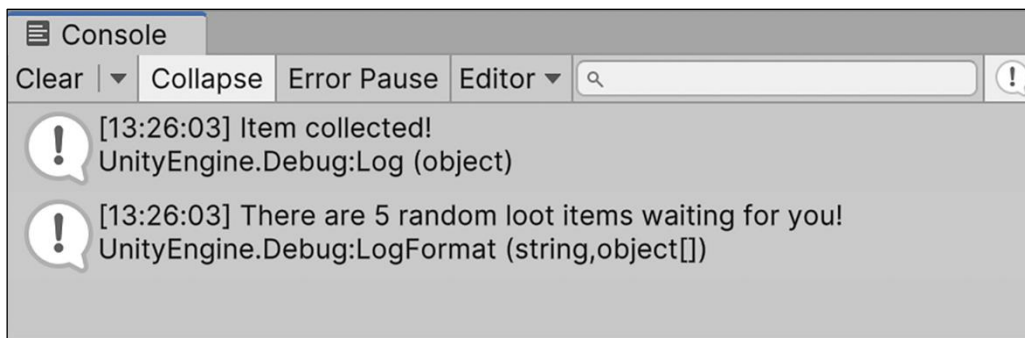 Console
Clear Collapse Error Pause Editor
[13:26:03] Item collected!
UnityEngine.Debug:Log (object)
[13:26:03] There are 5 random loot items waiting for you!
UnityEngine.Debug:LogFormat (string,object[])